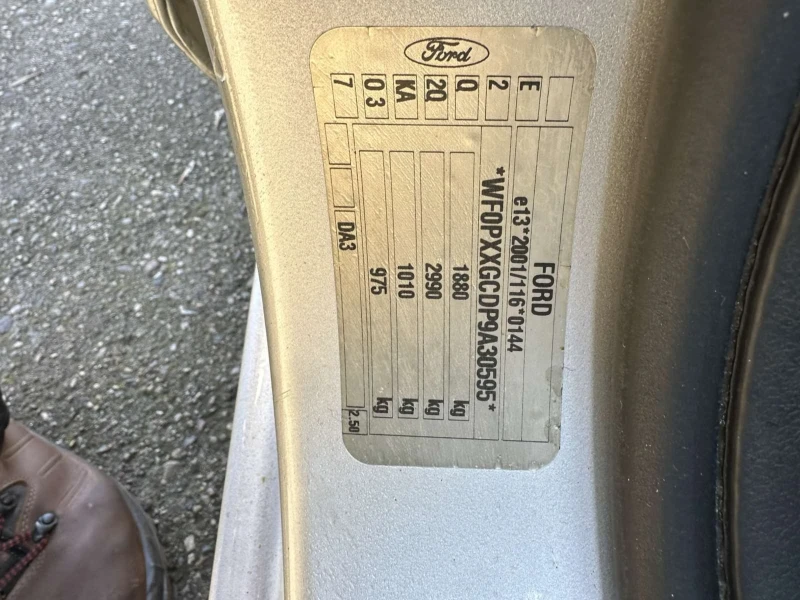 Ford
FORD
e13*2001/116*0144
*WF0PXXGCDP9A30595*
1880 kg
2990 kg
1010 kg
975 kg
DA3 2.50
E
2
Q
2Q
KA
0 3
7